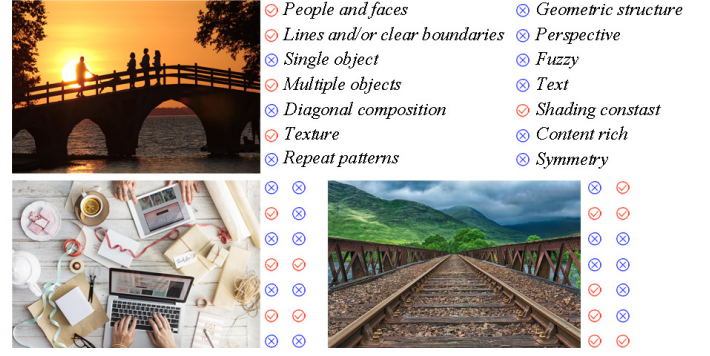 People and faces
Lines and/or clear boundaries
Single object
Multiple objects
Diagonal composition
Texture
Repeat patterns
Geometric structure
Perspective
Fuzzy
Text
Shading constast
Content rich
Symmetry